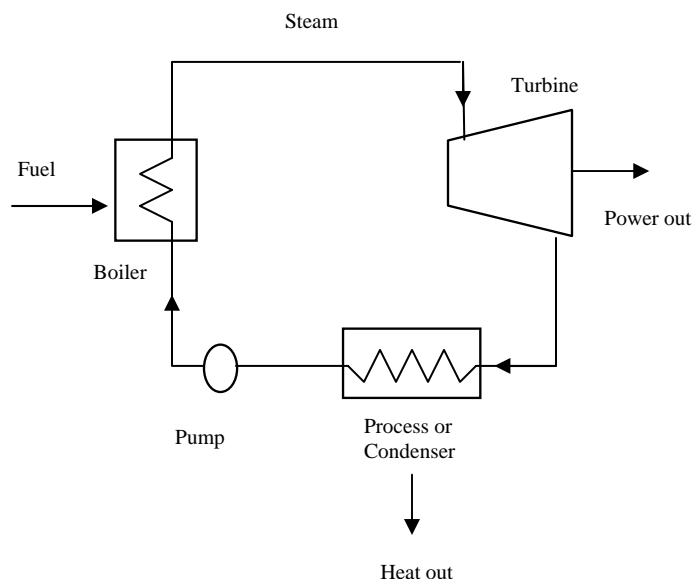 Steam
Turbine
Fuel
Power out
Boiler
Pump
Process or
Condenser
Heat out